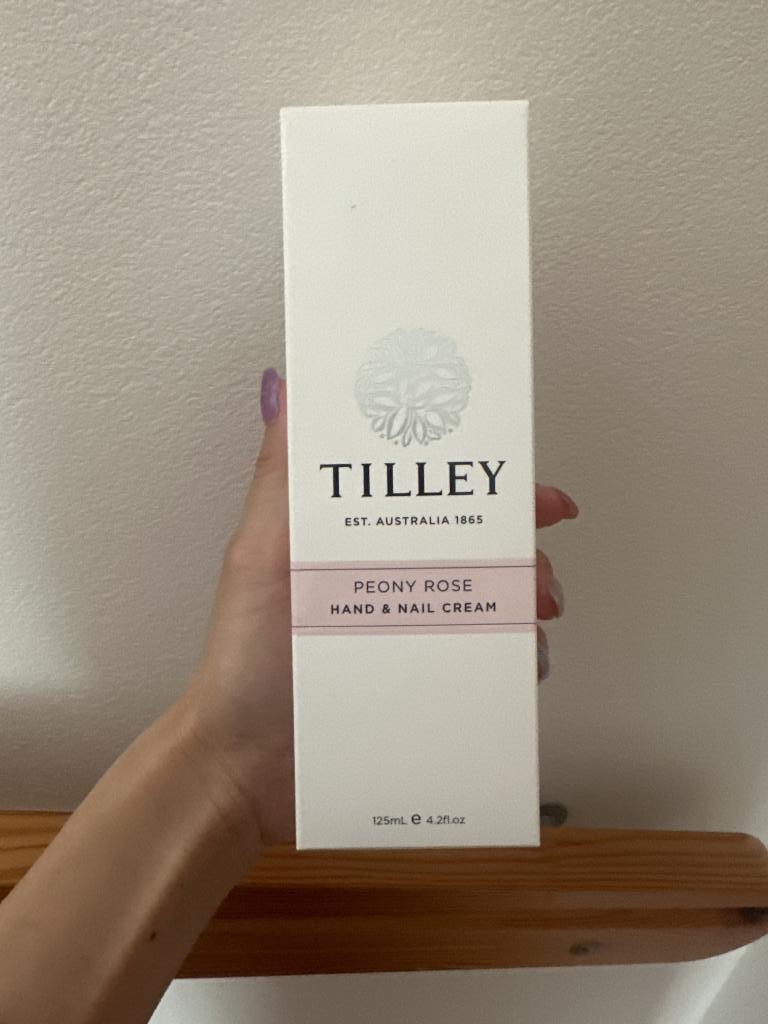 TILLEY
EST. AUSTRALIA 1865
PEONY ROSE
HAND & NAIL CREAM
125mL e 4.2fl.oz